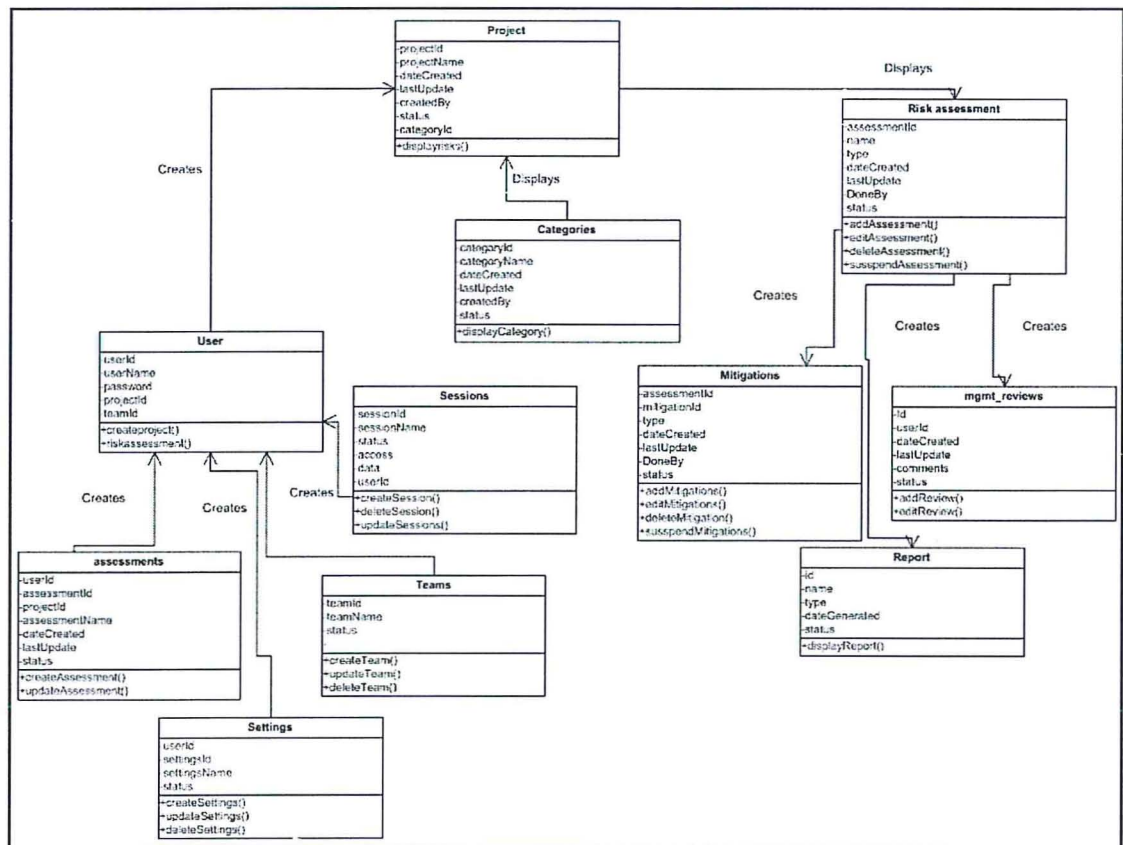 Project
-projectId
-projectName
-dateCreated
-lastUpdate
-createdBy
-status
-categoryId
+displayrisks()
Displays
Risk assessment
-assessmentId
-name
-type
-dateCreated
-lastUpdate
-DoneBy
-status
+addAssessment()
+editAssessment()
+deleteAssessment()
+susspendAssessment()
Creates
Displays
Categories
-categaryId
-categoryName
-dateCreated
-lastUpdate
-createdBy
-status
+displayCategory()
Creates
Creates
Creates
User
-userId
-userName
-password
-projectId
-teamId
+createproject()
+riskassessment()
Sessions
-sessionId
-sessionName
-status
-access
-data
-userId
+createSession()
+deleteSession()
+updateSessions()
Mitigations
-assessmentId
-mitigationId
-type
-dateCreated
-lastUpdate
-DoneBy
-status
+addMitigations()
+editMitigations()
+deleteMitigation()
+susspendMitigations()
mgmt_reviews
-id
-userId
-dateCreated
-lastUpdate
-comments
-status
+addReview()
+editReview()
Creates
Creates
Creates
assessments
-userId
-assessmentId
-projectId
-assessmentName
-dateCreated
-lastUpdate
-status
+createAssessment()
+updateAssessment()
Teams
-teamId
-teamName
-status
-
+createTeam()
+updateTeam()
+deleteTeam()
Report
-id
-name
-type
-dateGenerated
-status
+displayReport()
Settings
-userId
-settingsId
-settingsName
-status
+createSettings()
+updateSettings()
+deleteSettings()